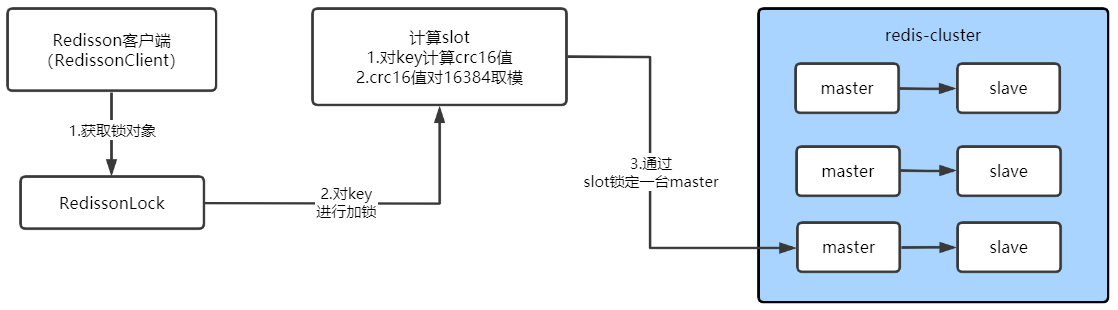 Redisson客户端
(RedissonClient)
1.获取锁对象
RedissonLock
2.对key
进行加锁
计算slot
1.对key计算crc16值
2.crc16值对16384取模
3.通过
slot锁定一台master
redis-cluster
master
slave
master
slave
master
slave